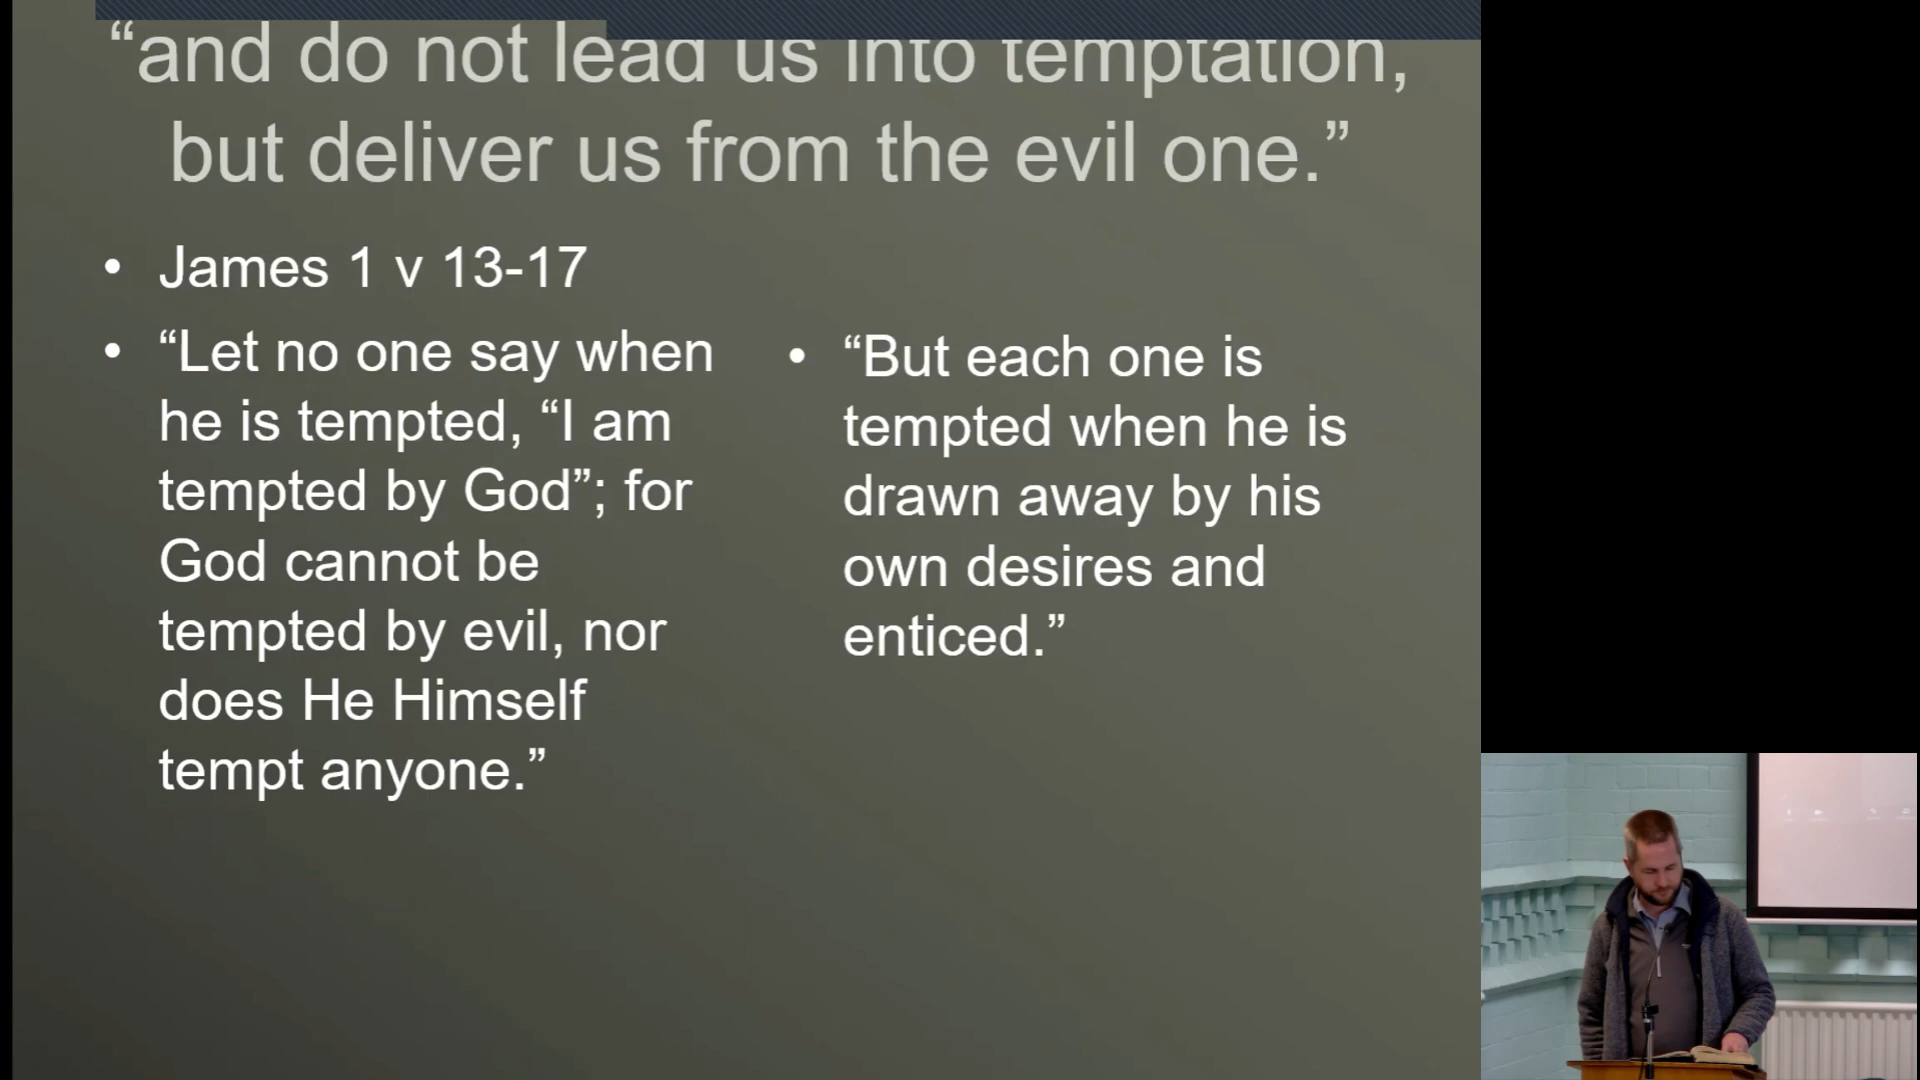 “and do not lead us into temptation,
but deliver us from the evil one.”
• James 1 v 13-17
• “Let no one say when
he is tempted, “I am
tempted by God”; for
God cannot be
tempted by evil, nor
does He Himself
tempt anyone.”
• “But each one is
tempted when he is
drawn away by his
own desires and
enticed.”